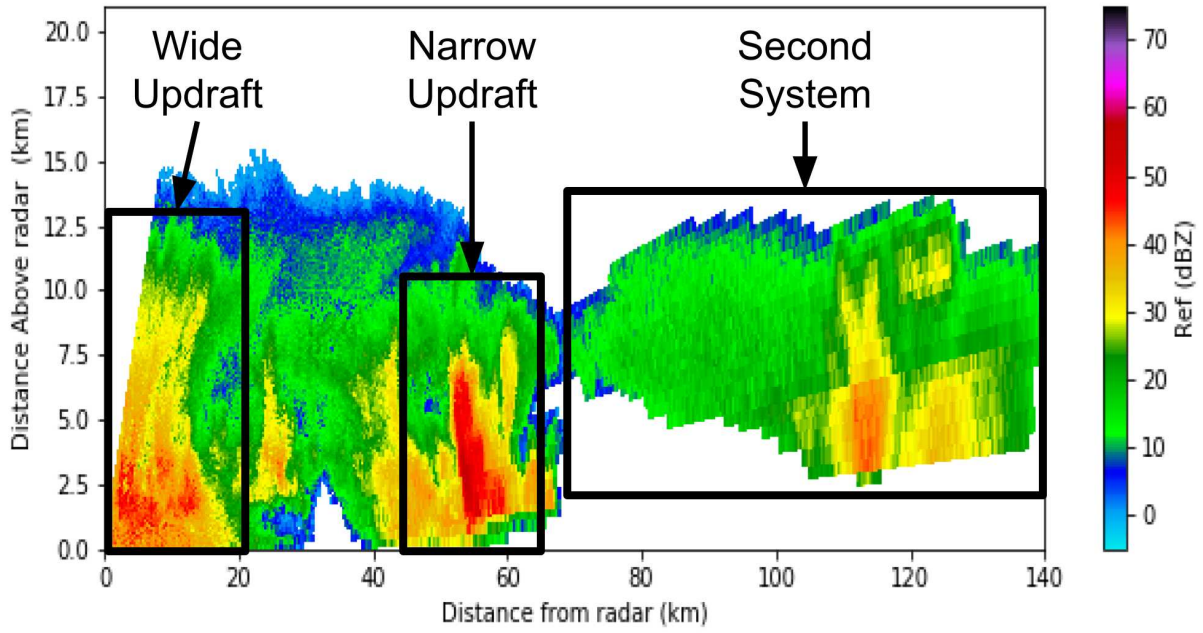 Wide
Updraft
Narrow
Updraft
Second
System
Distance Above radar (km)
20.0
17.5
15.0
12.5
10.0
7.5
5.0
2.5
0.0
0
20
40
60
80
100
120
140
Distance from radar (km)
70
60
50
40
30
20
10
0
Ref (dBZ)